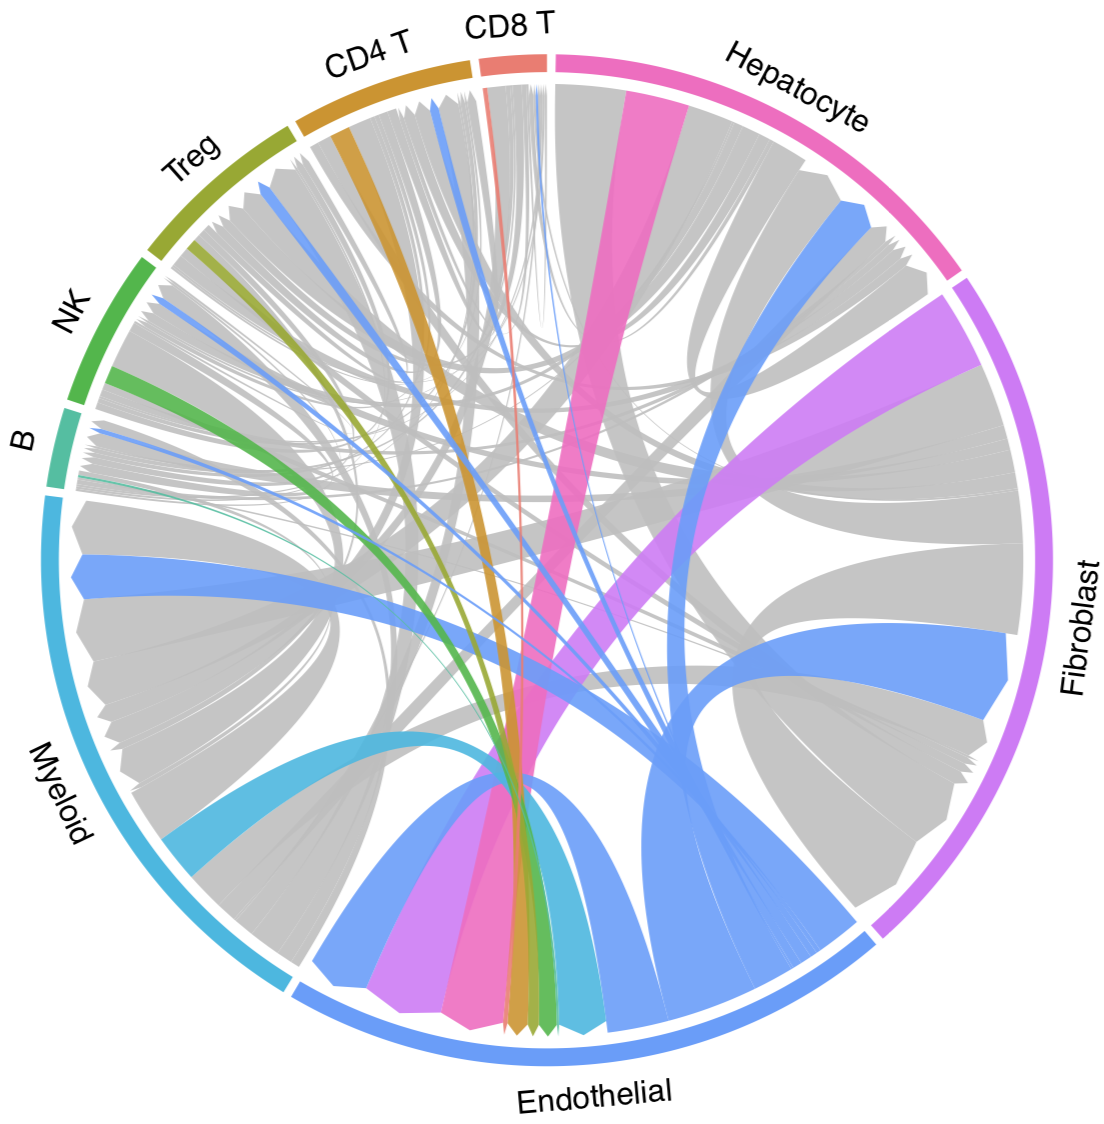 CD8 T
CD4 T
Hepatocyte
Treg
NK
B
Fibroblast
Myeloid
Endothelial